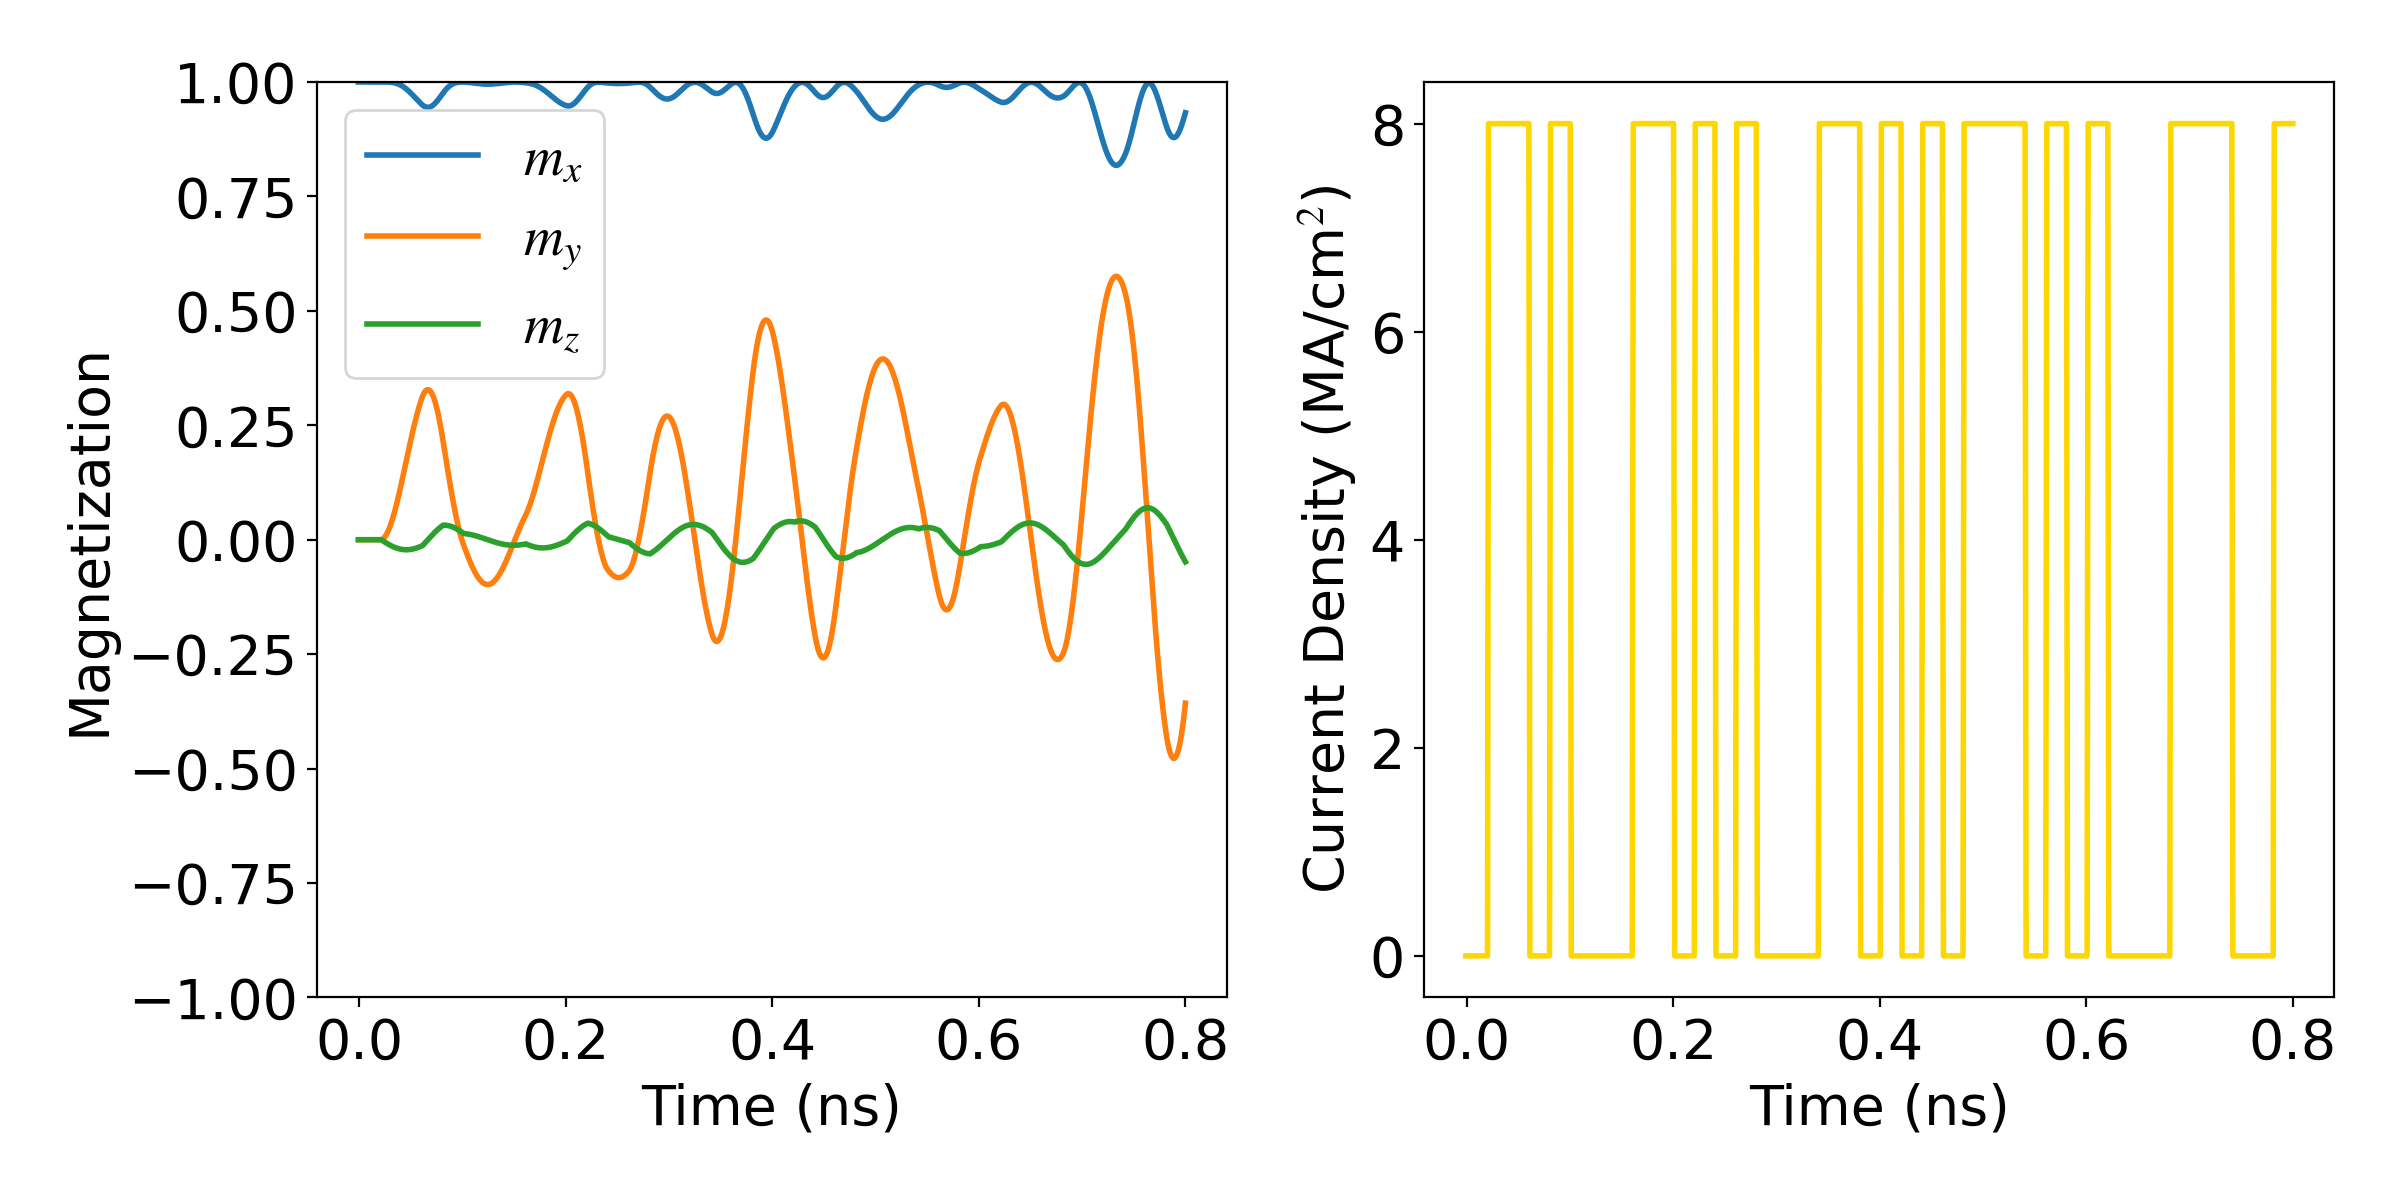 Magnetization
1.00
0.75
0.50
0.25
0.00
−0.25
−0.50
−0.75
−1.00
m_x
m_y
m_z
0.0 0.2 0.4 0.6 0.8
Time (ns)
Current Density (MA/cm²)
8
6
4
2
0
0.0 0.2 0.4 0.6 0.8
Time (ns)